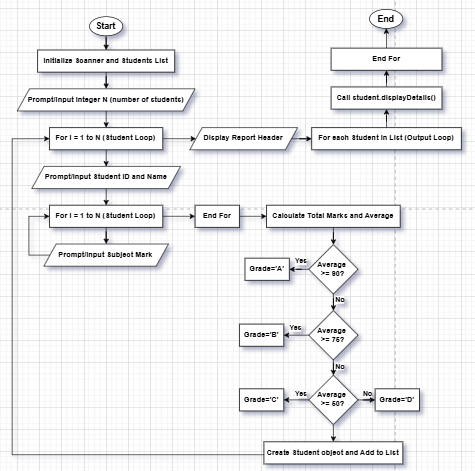 Start
End
Initialize Scanner and Students List
End For
Prompt/Input Integer N (number of students)
Call student.displayDetails()
For I = 1 to N (Student Loop)
Display Report Header
For each Student in List (Output Loop)
Prompt/Input Student ID and Name
For I = 1 to N (Student Loop)
End For
Calculate Total Marks and Average
Prompt/Input Subject Mark
Grade='A'
Yes
Average
>= 90?
No
Grade='B'
Yes
Average
>= 75?
No
Grade='C'
Yes
Average
>= 50?
No
Grade='D'
Create Student object and Add to List